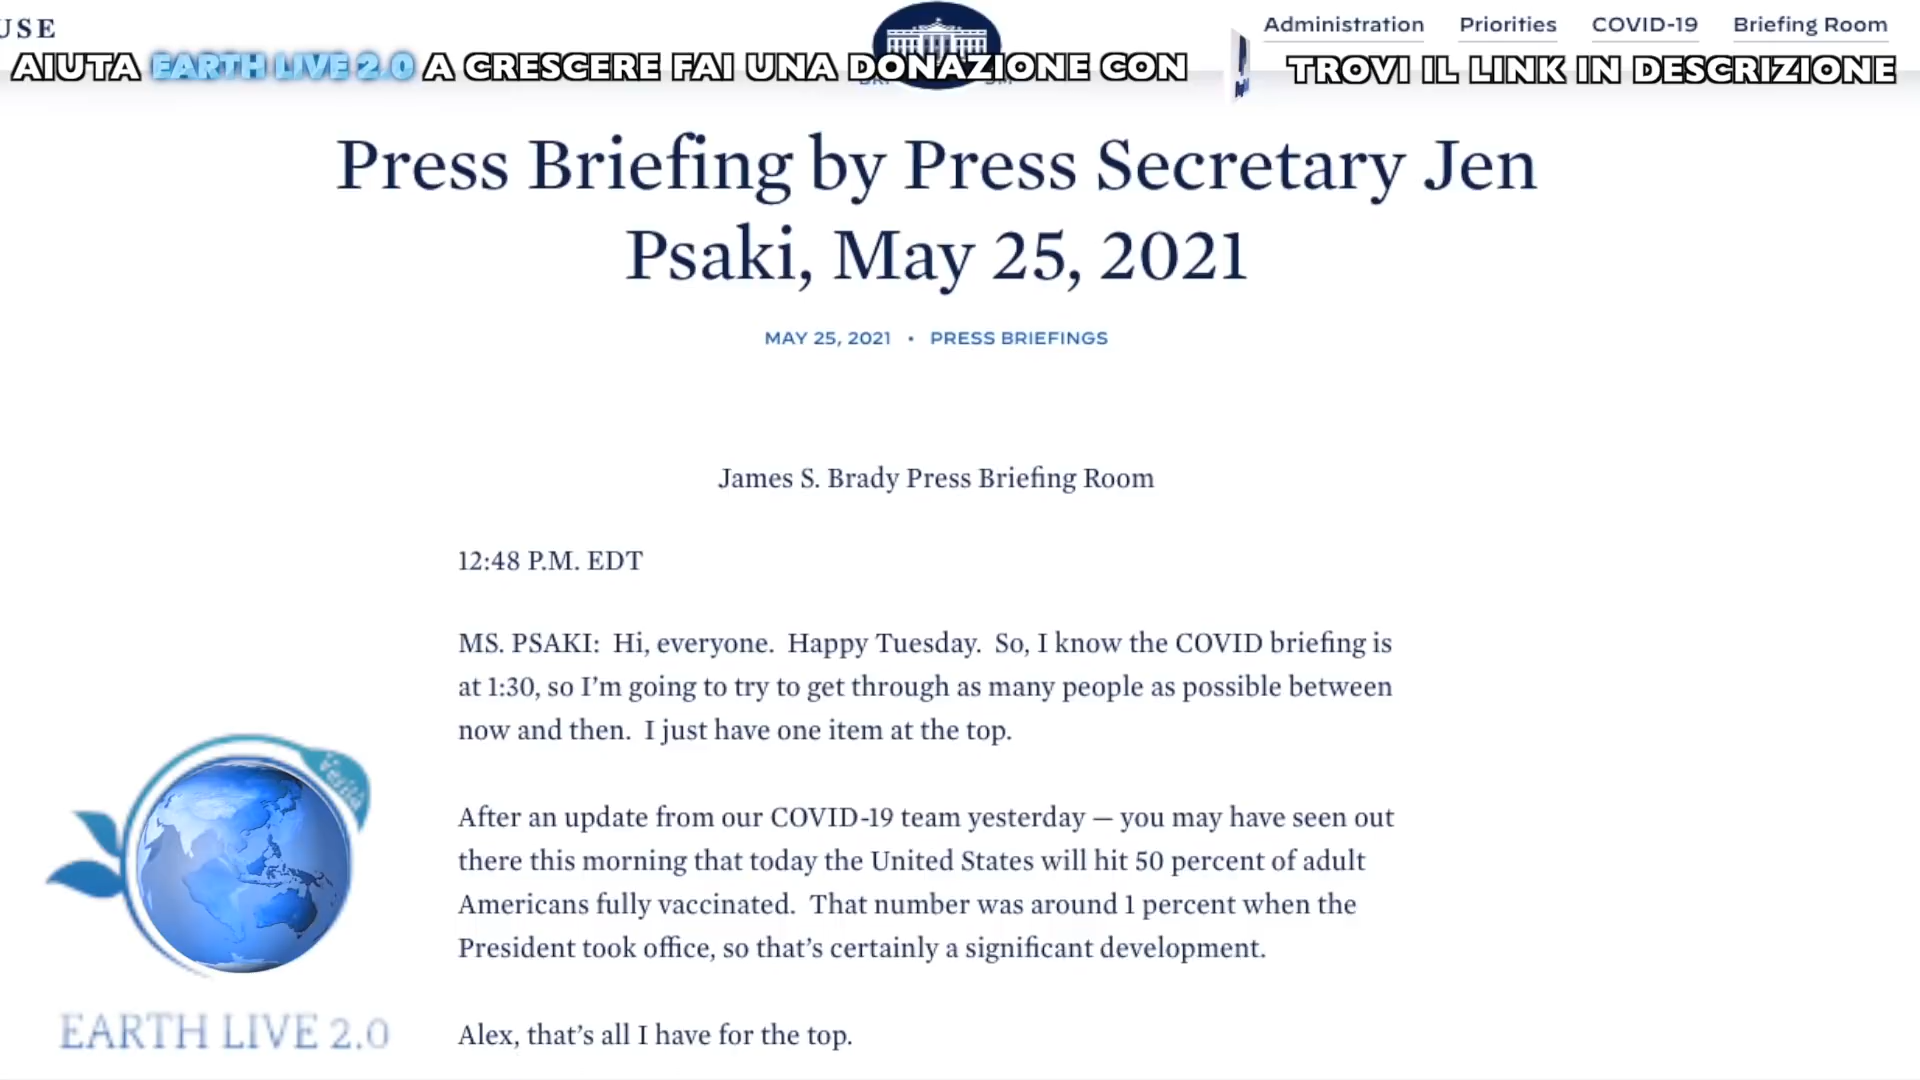 USE
Administration Priorities COVID-19 Briefing Room
AIUTA EARTH LIVE 2.0 A CRESCERE FAI UNA DONAZIONE CON TROVI IL LINK IN DESCRIZIONE
Press Briefing by Press Secretary Jen
Psaki, May 25, 2021
MAY 25, 2021 • PRESS BRIEFINGS
James S. Brady Press Briefing Room
12:48 P.M. EDT
MS. PSAKI:  Hi, everyone.  Happy Tuesday.  So, I know the COVID briefing is
at 1:30, so I’m going to try to get through as many people as possible between
now and then.  I just have one item at the top.
After an update from our COVID-19 team yesterday — you may have seen out
there this morning that today the United States will hit 50 percent of adult
Americans fully vaccinated.  That number was around 1 percent when the
President took office, so that’s certainly a significant development.
Alex, that’s all I have for the top.
Verità
EARTH LIVE 2.0